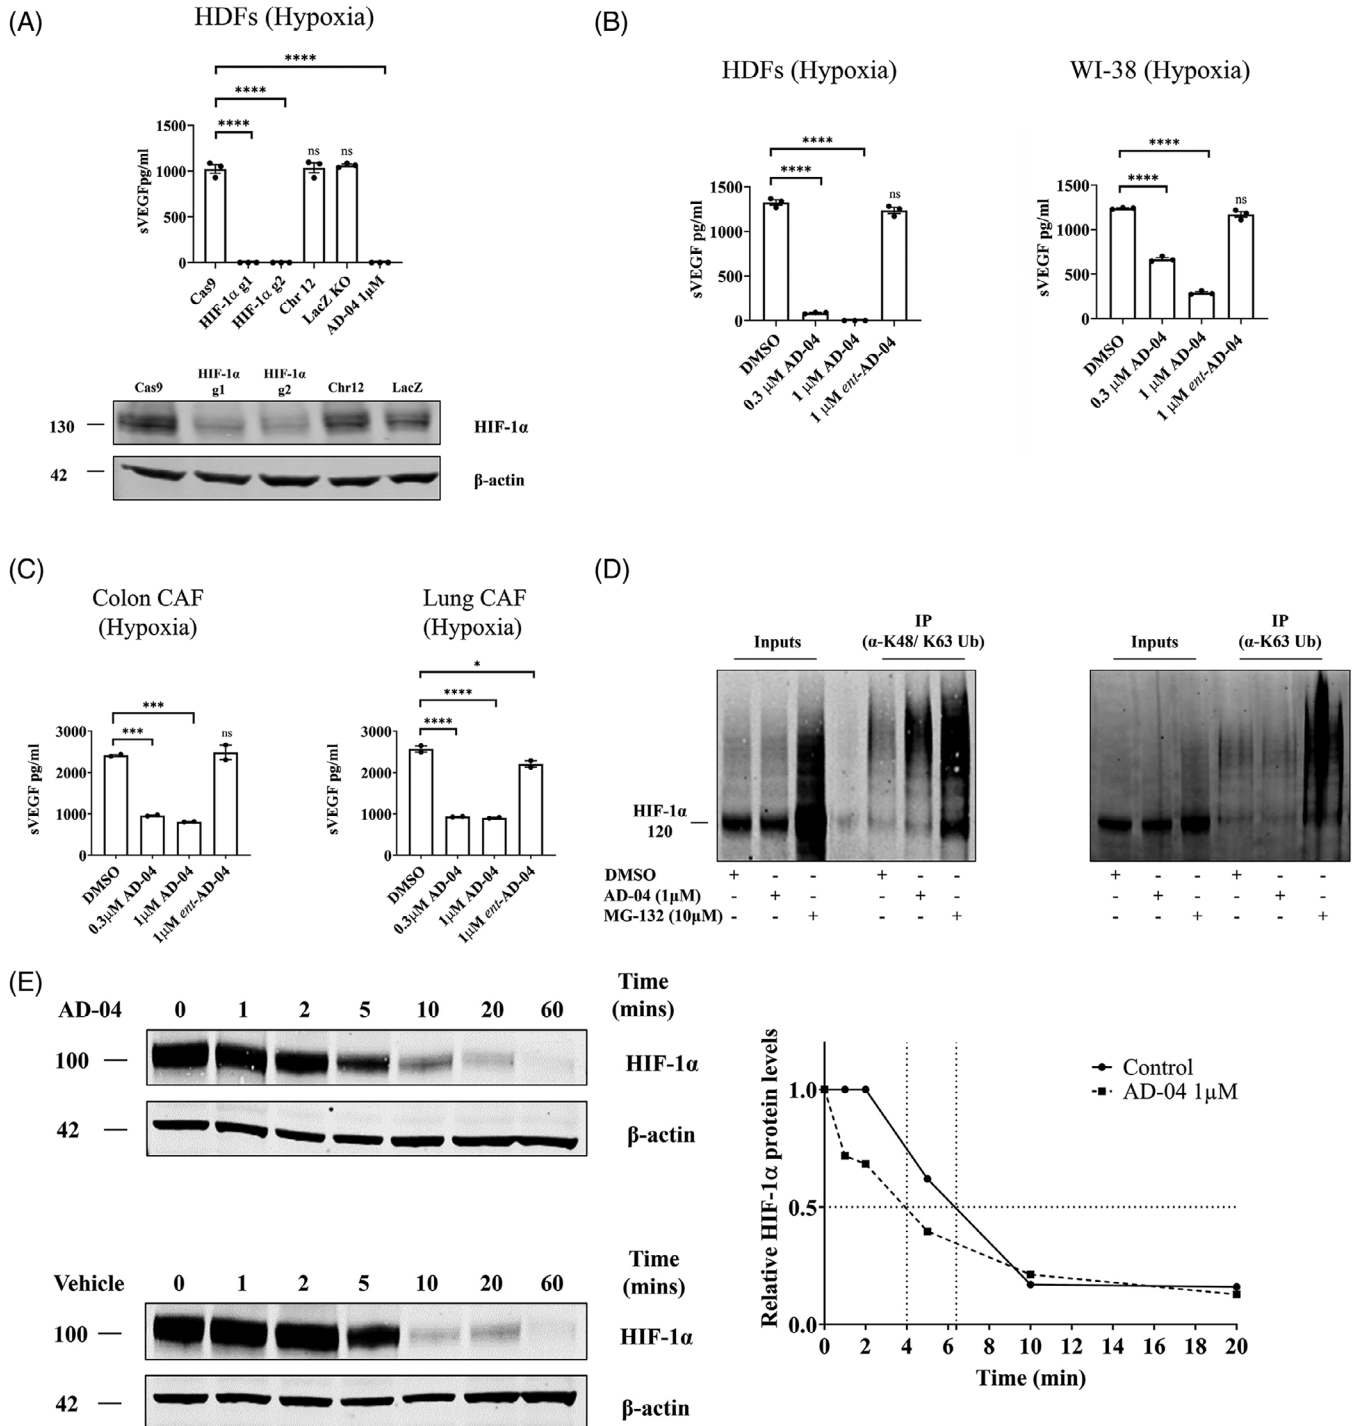 (A)
HDFs (Hypoxia)
****
****
****
ns ns
1500
1000
500
0
sVEGFpg/ml
Cas9
HIF-1α g1
HIF-1α g2
Chr 12
LacZ KO
AD-04 1μM
Cas9 HIF-1α g1 HIF-1α g2 Chr12 LacZ
130 HIF-1α
42 β-actin
(B)
HDFs (Hypoxia)
****
****
ns
1500
1000
500
0
sVEGF pg/ml
DMSO
0.3 μM AD-04
1 μM AD-04
1 μM ent-AD-04
WI-38 (Hypoxia)
****
****
ns
1500
1000
500
0
sVEGF pg/ml
DMSO
0.3 μM AD-04
1 μM AD-04
1 μM ent-AD-04
(C)
Colon CAF
(Hypoxia)
***
***
ns
3000
2000
1000
0
sVEGF pg/ml
DMSO
0.3μM AD-04
1μM AD-04
1μM ent-AD-04
Lung CAF
(Hypoxia)
*
****
****
3000
2000
1000
0
sVEGF pg/ml
DMSO
0.3μM AD-04
1μM AD-04
1μM ent-AD-04
(D)
Inputs
IP
(α-K48/ K63 Ub)
Inputs
IP
(α-K63 Ub)
HIF-1α
120
DMSO + - - + - - + - - + - -
AD-04 (1μM) - + - - + - - + - - + -
MG-132 (10μM) - - + - - + - - + - - +
(E)
AD-04 0 1 2 5 10 20 60 Time
(mins)
100 HIF-1α
42 β-actin
Vehicle 0 1 2 5 10 20 60 Time
(mins)
100 HIF-1α
42 β-actin
Relative HIF-1α protein levels
1.0
0.5
0.0
Control
AD-04 1μM
0 2 4 6 8 10 12 14 16 18 20
Time (min)